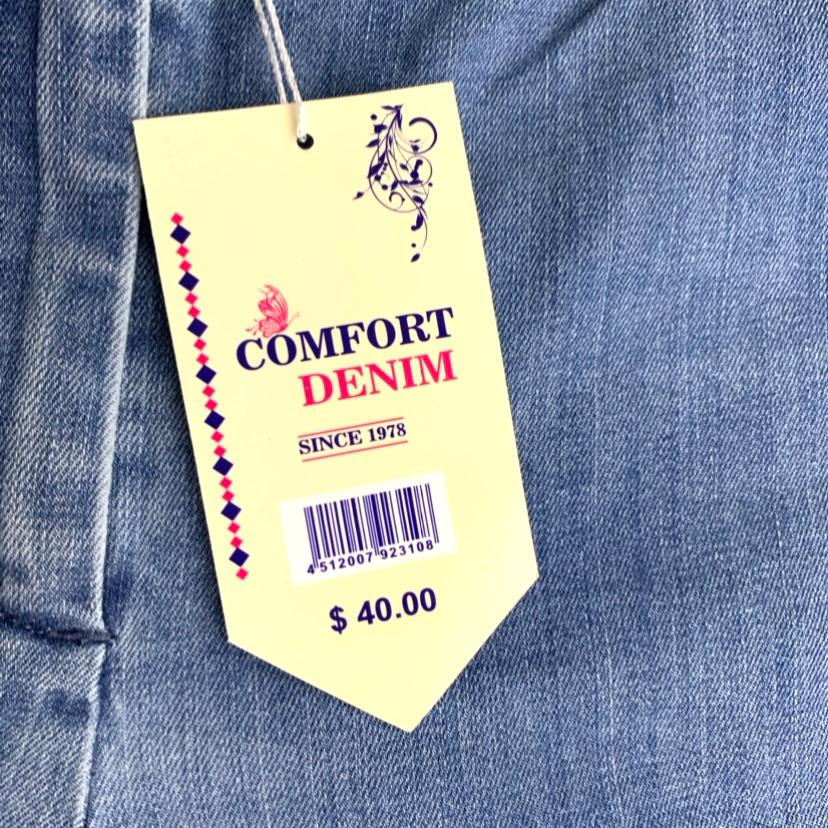 COMFORT
DENIM
SINCE 1978
4 512007 923108
$ 40.00